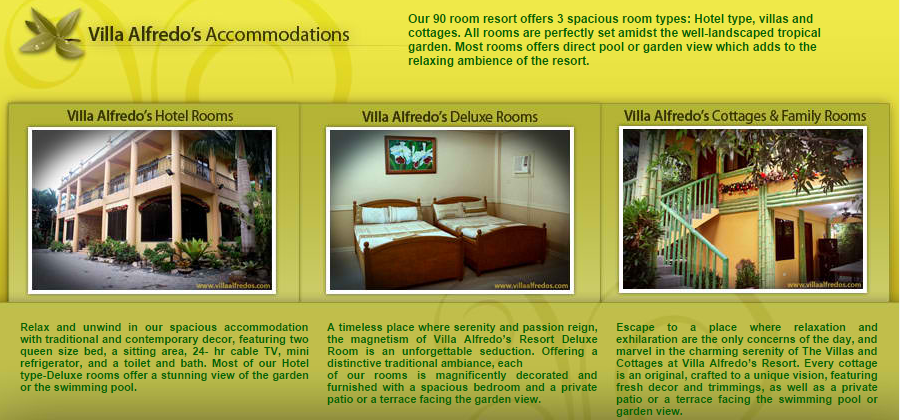 Villa Alfredo's Accommodations
Our 90 room resort offers 3 spacious room types: Hotel type, villas and
cottages. All rooms are perfectly set amidst the well-landscaped tropical
garden. Most rooms offers direct pool or garden view which adds to the
relaxing ambience of the resort.
Villa Alfredo's Hotel Rooms
www.villaalfredos.com
Relax and unwind in our spacious accommodation
with traditional and contemporary decor, featuring two
queen size bed, a sitting area, 24- hr cable TV, mini
refrigerator, and a toilet and bath. Most of our Hotel
type-Deluxe rooms offer a stunning view of the garden
or the swimming pool.
Villa Alfredo's Deluxe Rooms
www.villaalfredos.com
A timeless place where serenity and passion reign,
the magnetism of Villa Alfredo's Resort Deluxe
Room is an unforgettable seduction. Offering a
distinctive traditional ambiance, each
of our rooms is magnificently decorated and
furnished with a spacious bedroom and a private
patio or a terrace facing the garden view.
Villa Alfredo's Cottages & Family Rooms
www.villaalfredos.com
Escape to a place where relaxation and
exhilaration are the only concerns of the day, and
marvel in the charming serenity of The Villas and
Cottages at Villa Alfredo's Resort. Every cottage
is an original, crafted to a unique vision, featuring
fresh decor and trimmings, as well as a private
patio or a terrace facing the swimming pool or
garden view.